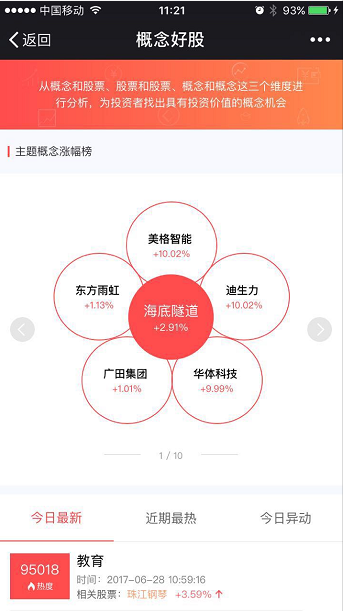 中国移动 11:21 93%
返回 概念好股
从概念和股票、股票和股票、概念和概念这三个维度进
行分析，为投资者找出具有投资价值的概念机会
主题概念涨幅榜
美格智能
+10.02%
东方雨虹
+1.13%
迪生力
+10.02%
海底隧道
+2.91%
广田集团
+1.01%
华体科技
+9.99%
1 / 10
今日最新 近期最热 今日异动
95018
热度
教育
时间：2017-06-28 10:59:16
相关股票：珠江钢琴 +3.59%